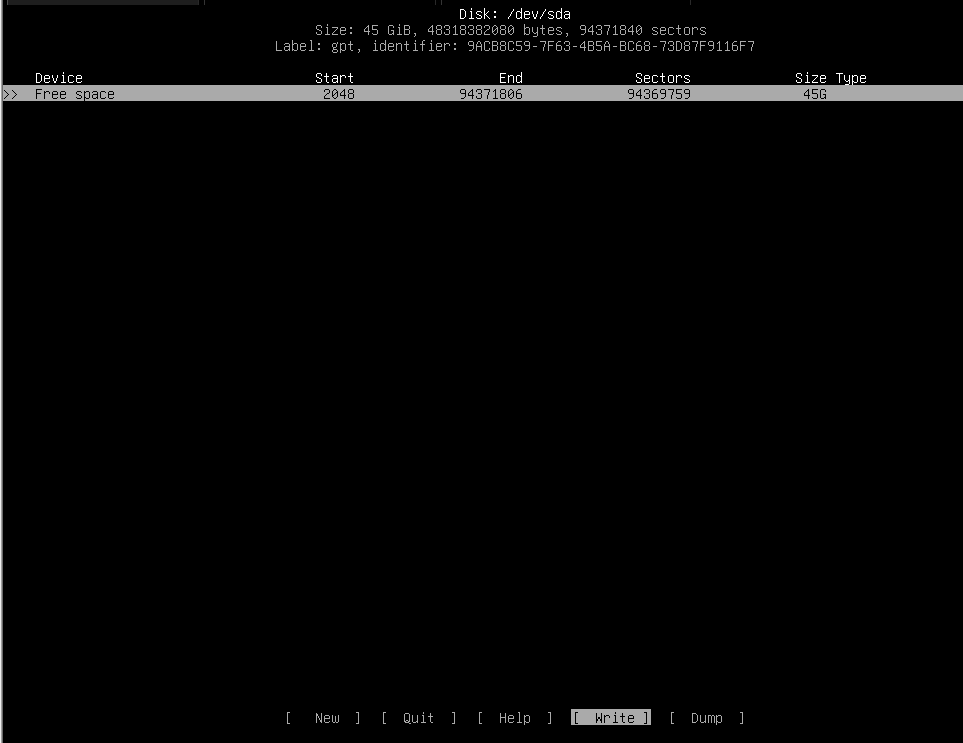 Disk: /dev/sda
Size: 45 GiB, 48318382080 bytes, 94371840 sectors
Label: gpt, identifier: 9ACB8C59-7F63-4B5A-BC68-73D87F9116F7
Device Start End Sectors Size Type
>> Free space 2048 94371806 94369759 45G
[ New ] [ Quit ] [ Help ] [ Write ] [ Dump ]